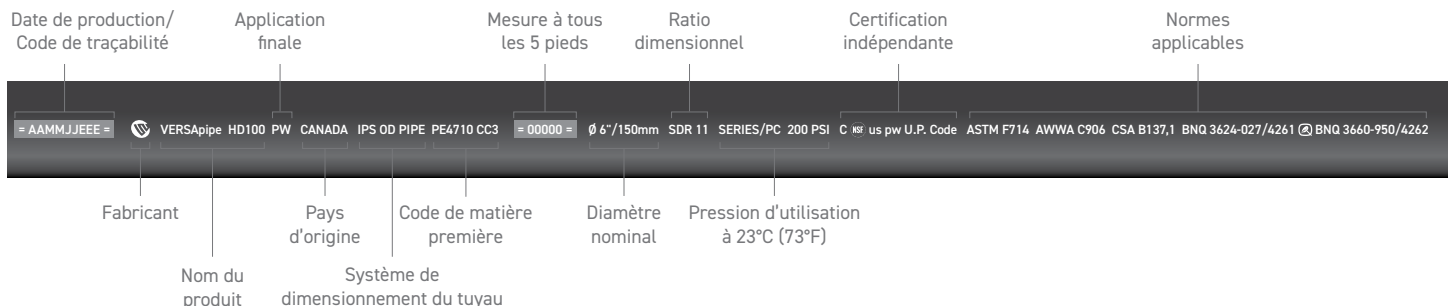 Date de production/
Code de traçabilité
Application
finale
Mesure à tous
les 5 pieds
Ratio
dimensionnel
Certification
indépendante
Normes
applicables
= AAMMJJEEE = VERSApipe HD100 PW CANADA IPS OD PIPE PE4710 CC3 = 00000 = Ø 6"/150mm SDR 11 SERIES/PC 200 PSI C NSF us pw U.P. Code ASTM F714 AWWA C906 CSA B137,1 BNQ 3624-027/4261 BNQ 3660-950/4262
Fabricant
Pays
d'origine
Code de matière
première
Diamètre
nominal
Pression d'utilisation
à 23°C (73°F)
Nom du
produit
Système de
dimensionnement du tuyau